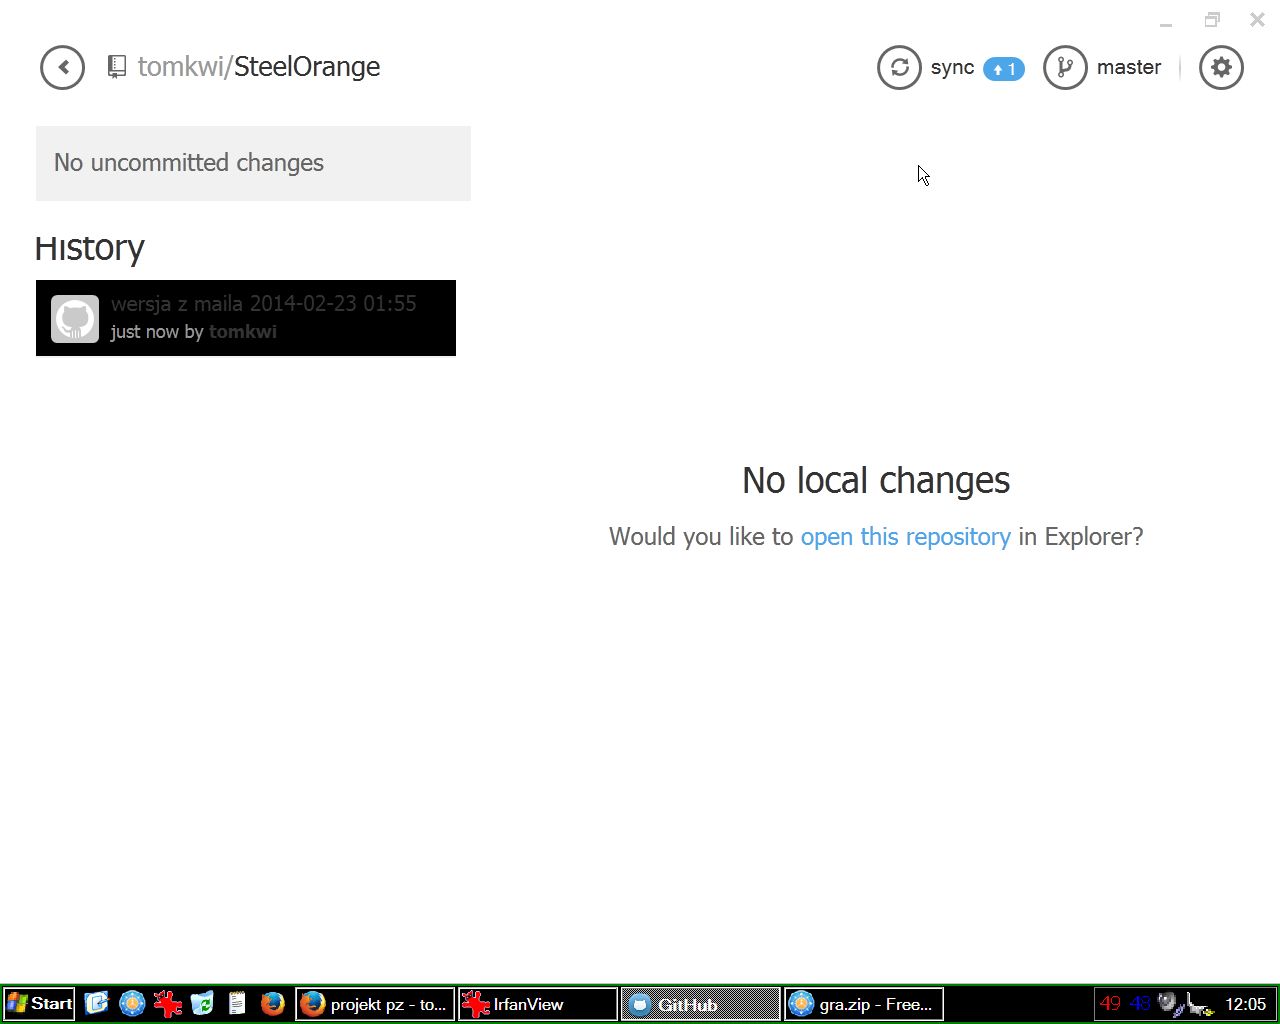 tomkwi/SteelOrange
sync 1 master
No uncommitted changes
History
wersja z maila 2014-02-23 01:55
just now by tomkwi
No local changes
Would you like to open this repository in Explorer?
Start projekt pz - to... IrfanView GitHub gra.zip - Free... 49 48 12:05